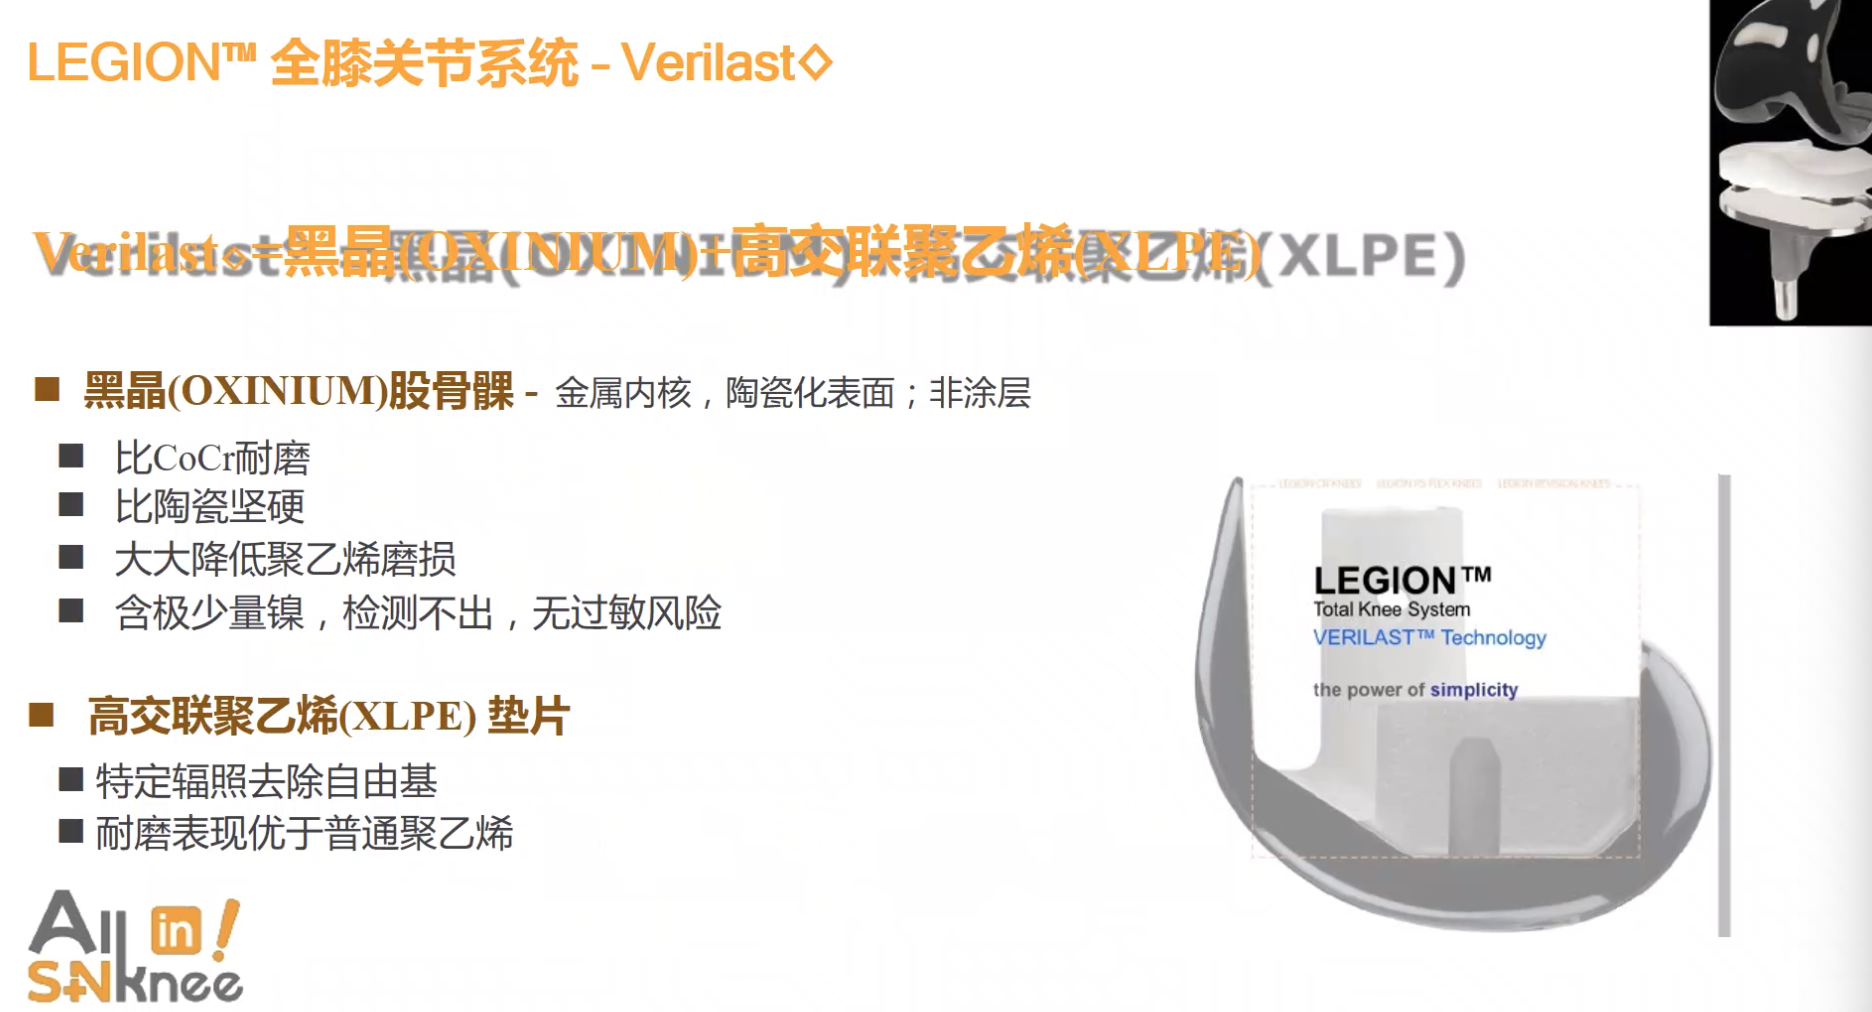 LEGION™ 全膝关节系统 – Verilast◇
Verilast◇=黑晶(OXINIUM)+高交联聚乙烯(XLPE)
■ 黑晶(OXINIUM)股骨髁 - 金属内核，陶瓷化表面；非涂层
■ 比CoCr耐磨
■ 比陶瓷坚硬
■ 大大降低聚乙烯磨损
■ 含极少量镍，检测不出，无过敏风险
■ 高交联聚乙烯(XLPE) 垫片
■ 特定辐照去除自由基
■ 耐磨表现优于普通聚乙烯
LEGION CR KNEES LEGION PS FLEX KNEES LEGION REVISION KNEES
LEGION™
Total Knee System
VERILAST™ Technology
the power of simplicity
All in!
S+N knee